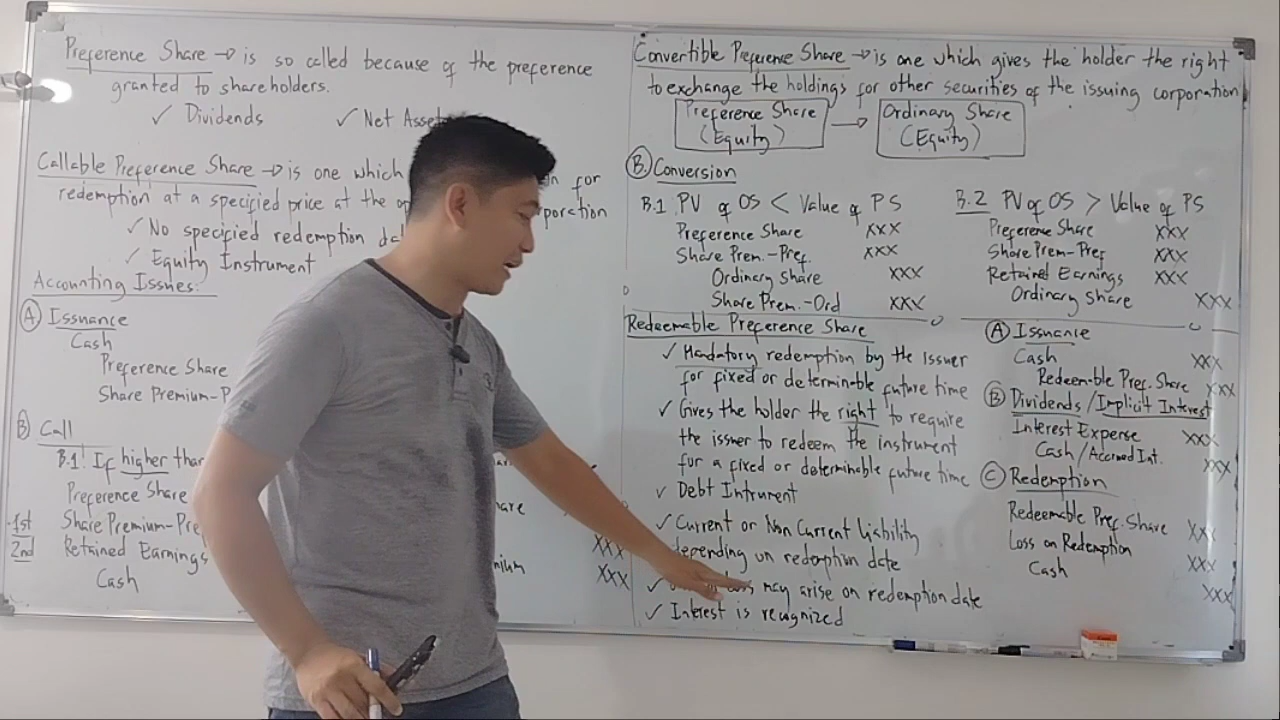 Preference Share → is so called because of the preference
granted to shareholders.
✓ Dividends ✓ Net Asset
Callable Preference Share → is one which for
redemption at a specified price at the
✓ No specified redemption
✓ Equity Instrument
Accounting Issues:
(A) Issuance
Cash
Preference Share
Share Premium-P
(B) Call
B.1 If higher than
Preference Share
1st Share Premium-Pre
2nd Retained Earnings
Cash
XXX
XXX
Convertible Preference Share → is one which gives the holder the right
to exchange the holdings for other securities of the issuing corporation
Preference Share (Equity) → Ordinary Share (Equity)
(B) Conversion
B.1 PV of OS < Value of PS
Preference Share XXX
Share Prem.-Pref. XXX
Ordinary Share XXX
Share Prem.-Ord XXX
B.2 PV of OS > Value of PS
Preference Share XXX
Share Prem-Pref XXX
Retained Earnings XXX
Ordinary Share XXX
Redeemable Preference Share
✓ Mandatory redemption by the Issuer
for fixed or determinable future time
✓ Gives the holder the right to require
the issuer to redeem the instrument
for a fixed or determinable future time
✓ Debt Intrument
✓ Current or Non Current Liability
depending on redemption date
✓ may arise on redemption date
✓ Interest is recognized
(A) Issuance
Cash XXX
Redeemable Pref. Share XXX
(B) Dividends/Implicit Interest
Interest Expense XXX
Cash/Accrued Int. XXX
(C) Redemption
Redeemable Pref. Share XXX
Loss on Redemption XXX
Cash XXX